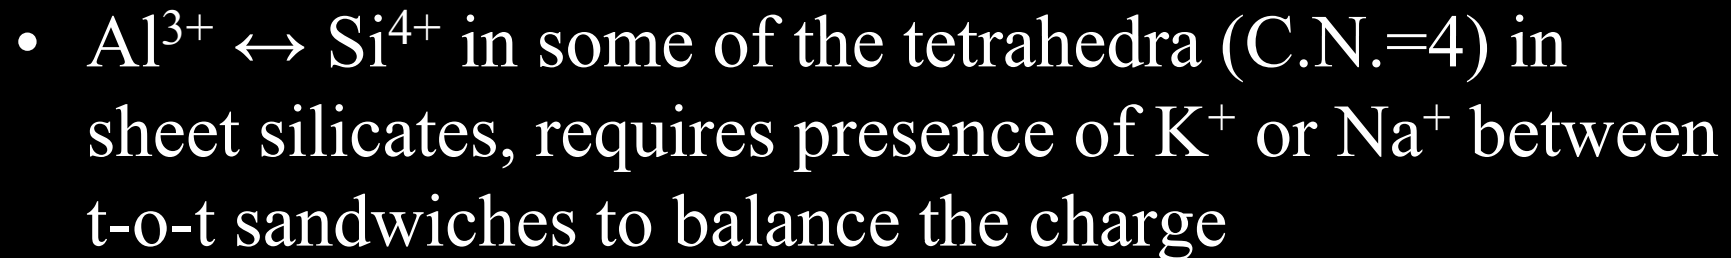 • Al³⁺ ↔ Si⁴⁺ in some of the tetrahedra (C.N.=4) in
sheet silicates, requires presence of K⁺ or Na⁺ between
t-o-t sandwiches to balance the charge